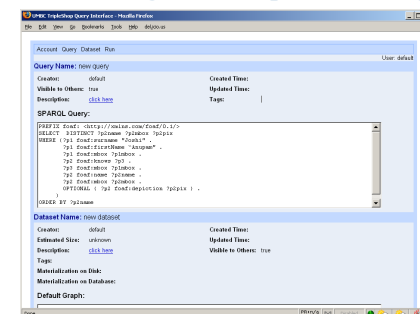 UMBC TripleShop Query Interface - Mozilla Firefox
File Edit View Go Bookmarks Tools Help del.icio.us
Account Query Dataset Run
User: default
Query Name: new query
Creator: default Created Time:
Visible to Others: true Updated Time:
Description: click here Tags:
SPARQL Query:
PREFIX foaf: <http://xmlns.com/foaf/0.1/>
SELECT DISTINCT ?p2name ?p2mbox ?p2pix
WHERE (?p1 foaf:surname "Joshi" .
?p1 foaf:firstName "Anupam" .
?p1 foaf:mbox ?p1mbox .
?p2 foaf:knows ?p3 .
?p3 foaf:mbox ?p1mbox .
?p2 foaf:name ?p2name .
?p2 foaf:mbox ?p2mbox .
OPTIONAL ( ?p2 foaf:depiction ?p2pix ) .
)
ORDER BY ?p2name
Dataset Name: new dataset
Creator: default Created Time:
Estimated Size: unknown Updated Time:
Description: click here Visible to Others: true
Tags:
Materialization on Disk:
Materialization on Database:
Default Graph:
Done